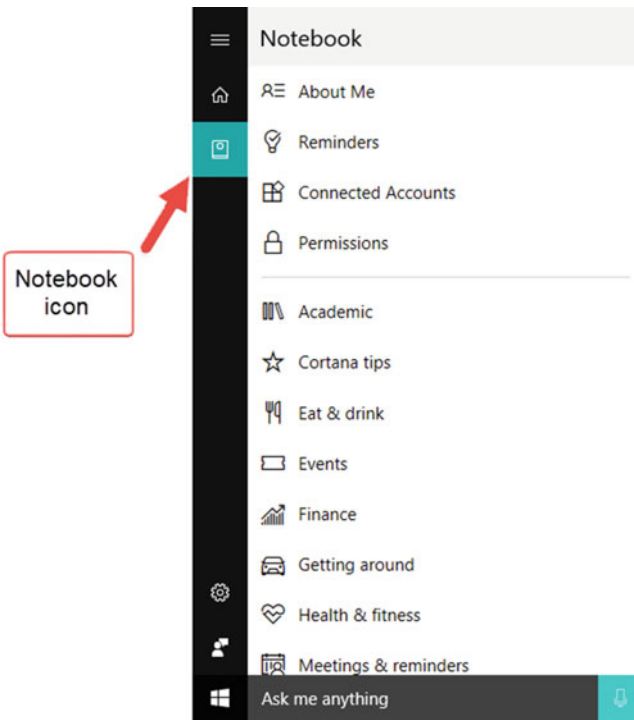 Notebook
About Me
Reminders
Connected Accounts
Permissions
Notebook
icon
Academic
Cortana tips
Eat & drink
Events
Finance
Getting around
Health & fitness
Meetings & reminders
Ask me anything